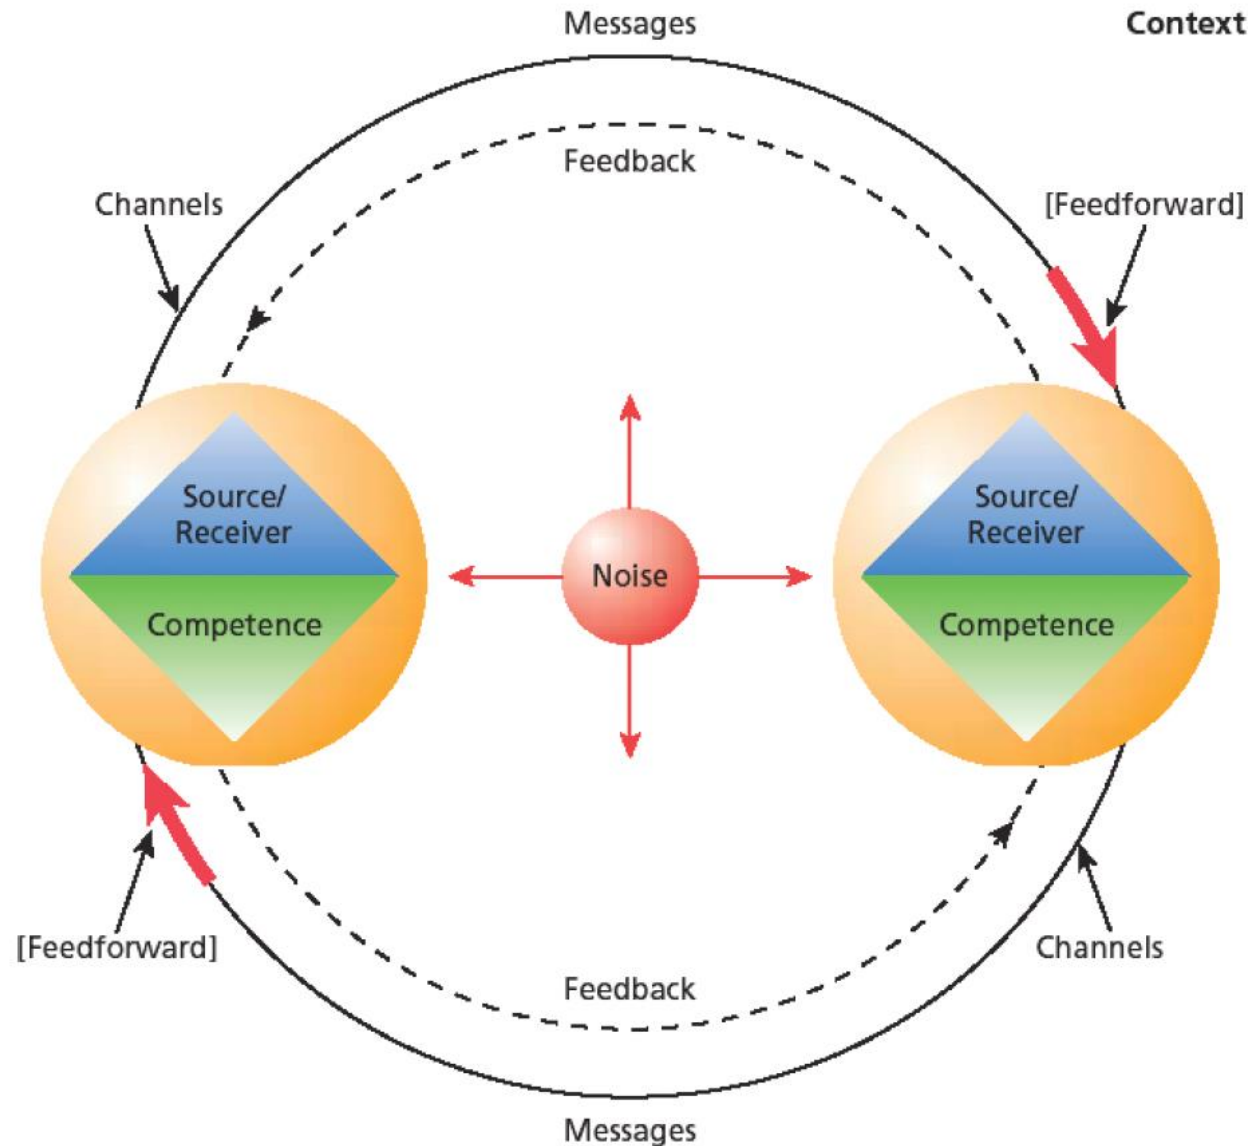 Messages
Context
Feedback
Channels
[Feedforward]
Source/
Receiver
Competence
Noise
Source/
Receiver
Competence
[Feedforward]
Channels
Feedback
Messages